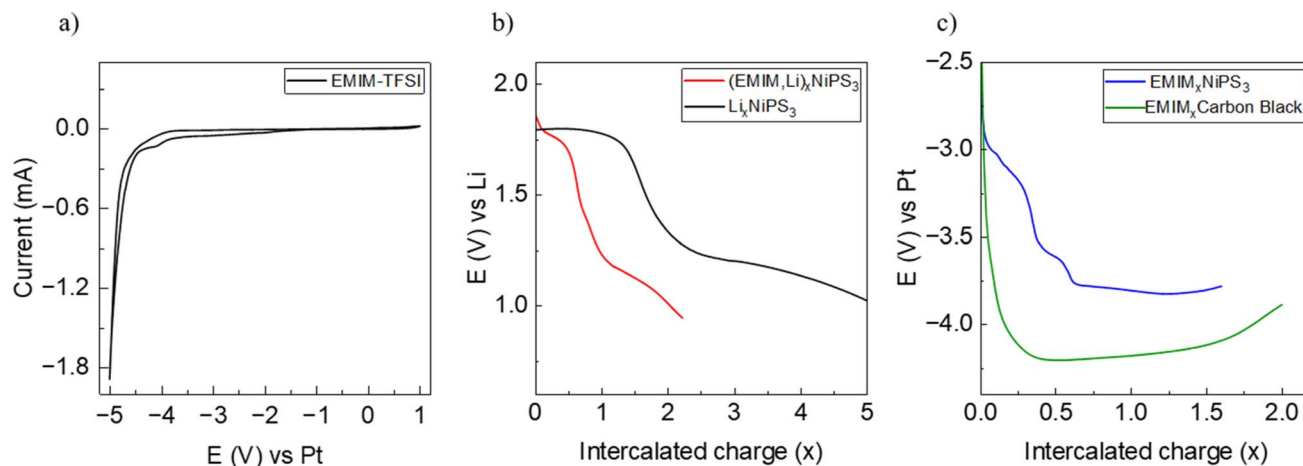 a)
EMIM-TFSI
0.0
−0.6
−1.2
−1.8
Current (mA)
−5 −4 −3 −2 −1 0 1
E (V) vs Pt
b)
(EMIM,Li)ₓNiPS₃
LiₓNiPS₃
2.0
1.5
1.0
E (V) vs Li
0 1 2 3 4 5
Intercalated charge (x)
c)
EMIMₓNiPS₃
EMIMₓCarbon Black
−2.5
−3.0
−3.5
−4.0
E (V) vs Pt
0.0 0.5 1.0 1.5 2.0
Intercalated charge (x)